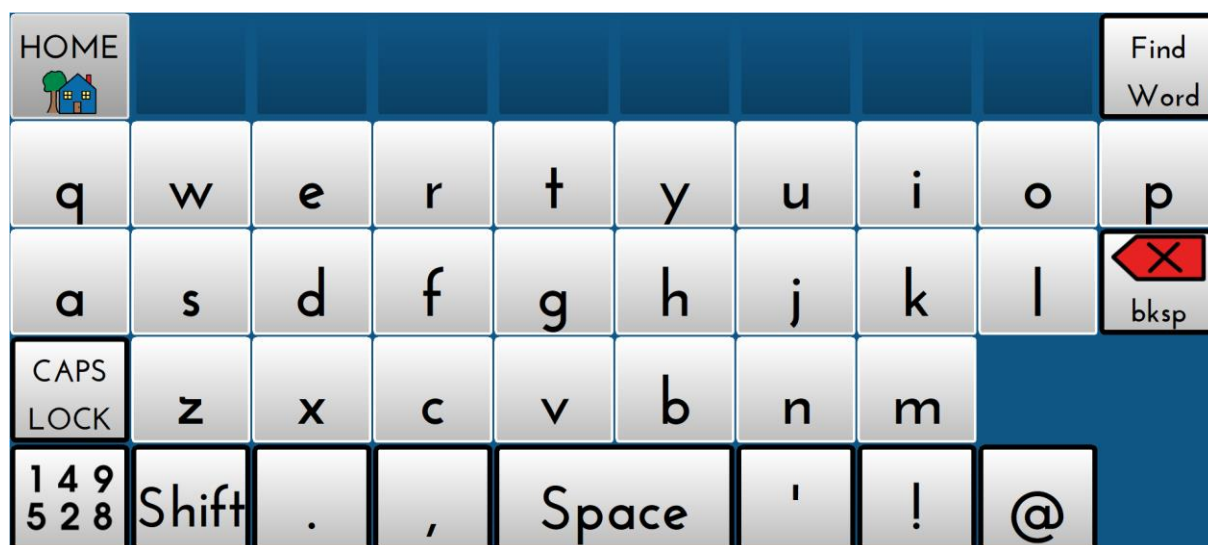 HOME Find
Word
q w e r t y u i o p
a s d f g h j k l bksp
CAPS
LOCK z x c v b n m
1 4 9
5 2 8 Shift . , Space ' ! @